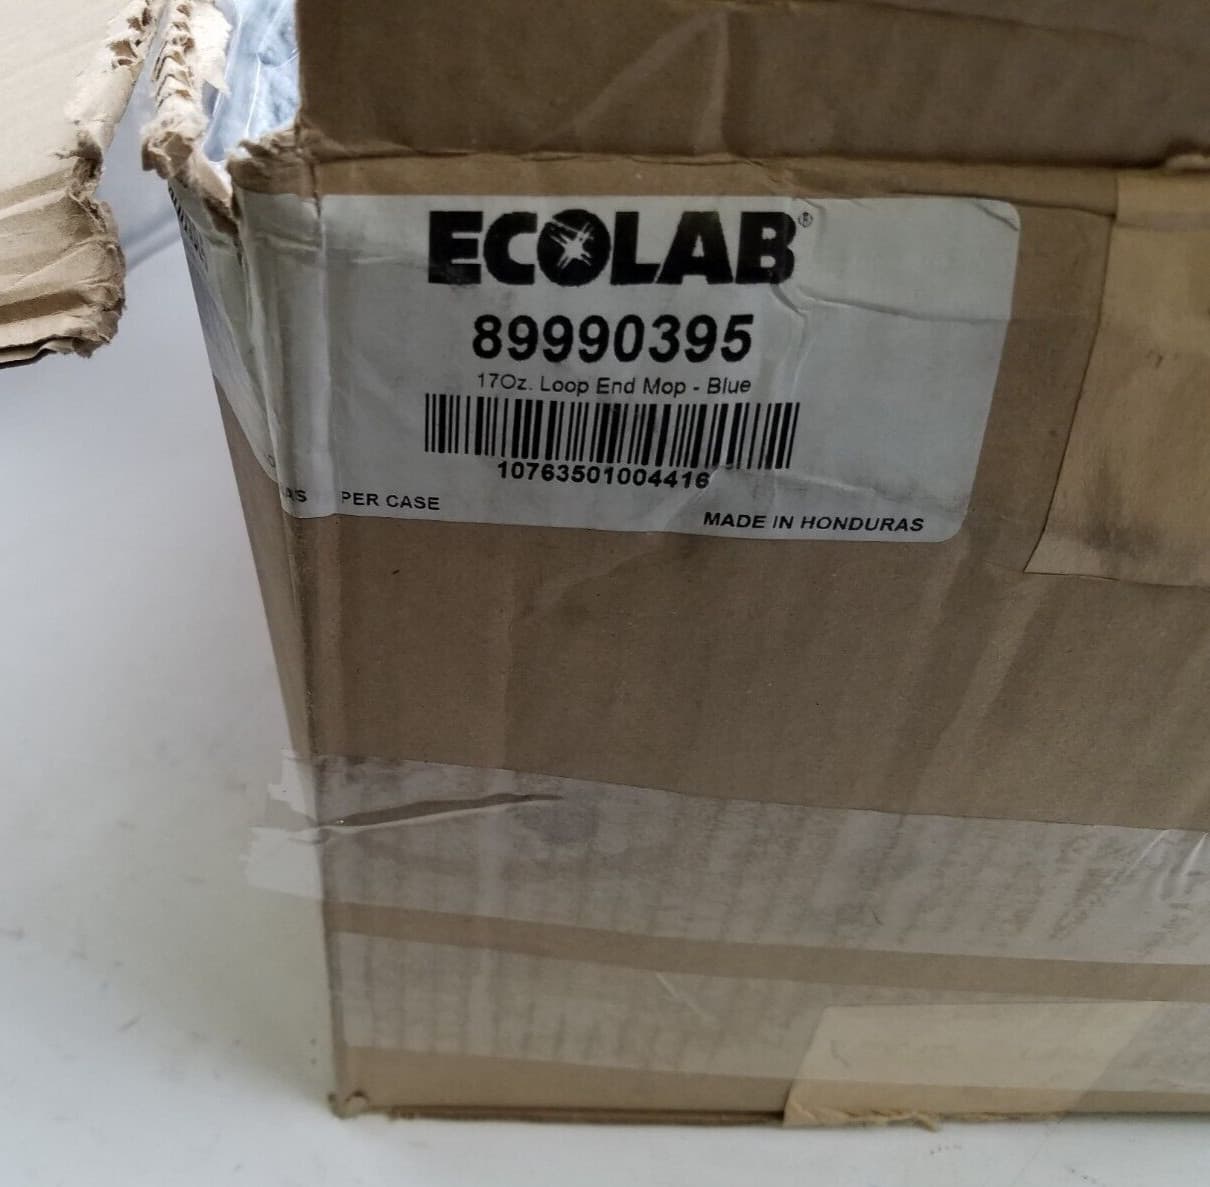 ECOLAB®
89990395
17Oz. Loop End Mop - Blue
10763501004416
PER CASE
MADE IN HONDURAS